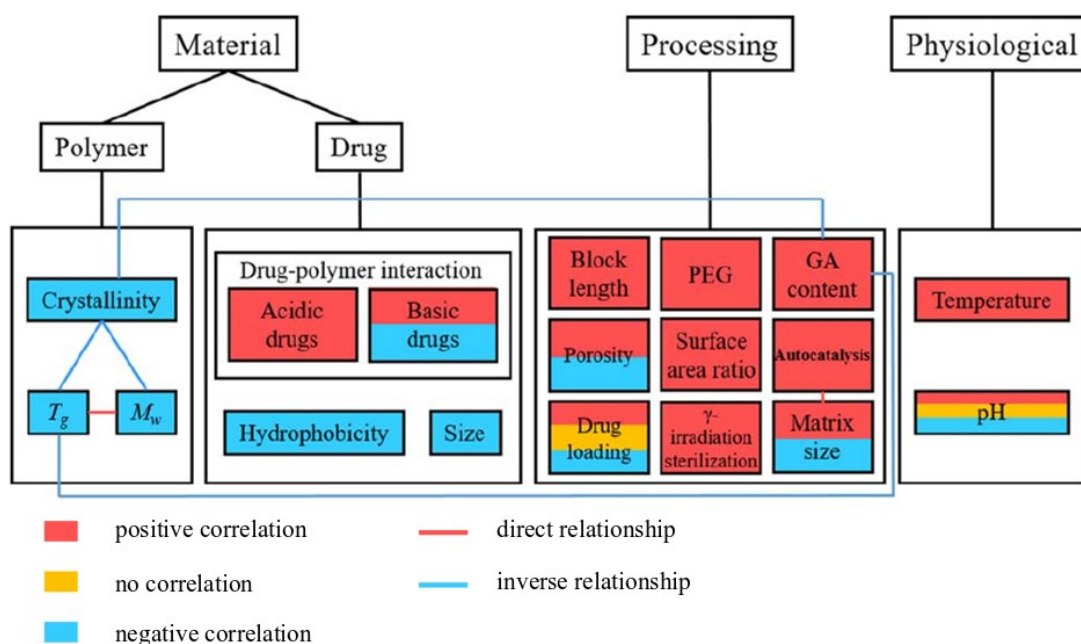 Material
Processing
Physiological
Polymer
Drug
Crystallinity
Tg
Mw
Drug-polymer interaction
Acidic
drugs
Basic
drugs
Hydrophobicity
Size
Block
length
PEG
GA
content
Porosity
Surface
area ratio
Autocatalysis
Drug
loading
γ-
irradiation
sterilization
Matrix
size
Temperature
pH
positive correlation
direct relationship
no correlation
inverse relationship
negative correlation